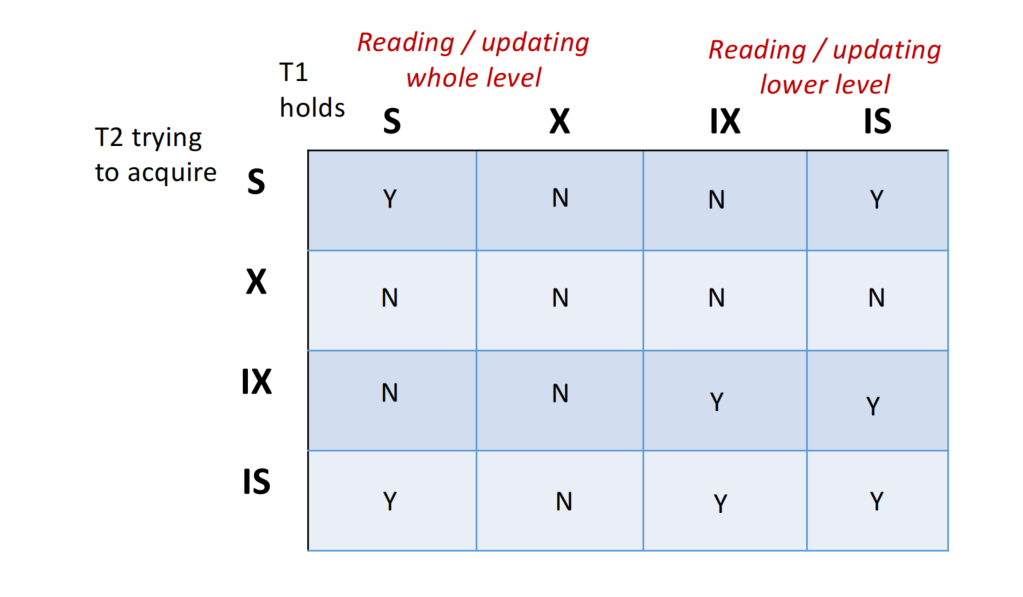 Reading / updating
whole level
Reading / updating
lower level
T1
holds
S X IX IS
T2 trying
to acquire
S Y N N Y
X N N N N
IX N N Y Y
IS Y N Y Y